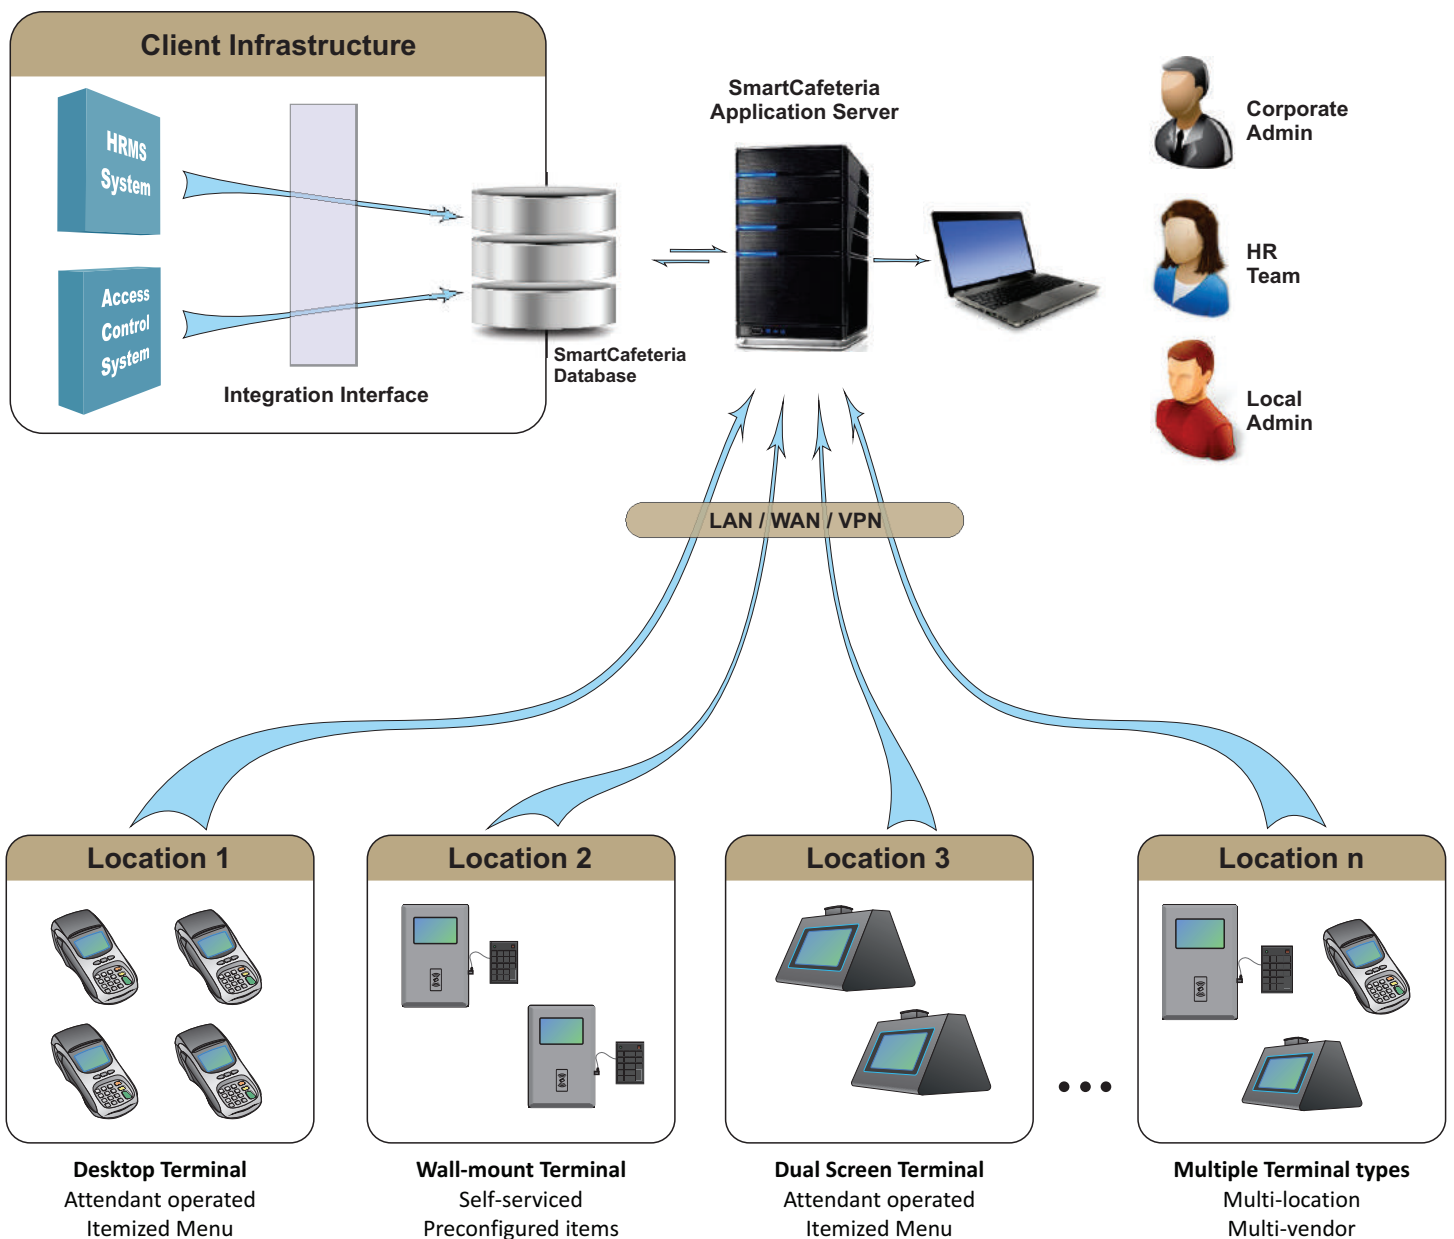 Client Infrastructure
HRMS
System
Access
Control
System
Integration Interface
SmartCafeteria
Database
SmartCafeteria
Application Server
Corporate
Admin
HR
Team
Local
Admin
LAN / WAN / VPN
Location 1
Location 2
Location 3
Location n
Desktop Terminal
Attendant operated
Itemized Menu
Wall-mount Terminal
Self-serviced
Preconfigured items
Dual Screen Terminal
Attendant operated
Itemized Menu
Multiple Terminal types
Multi-location
Multi-vendor